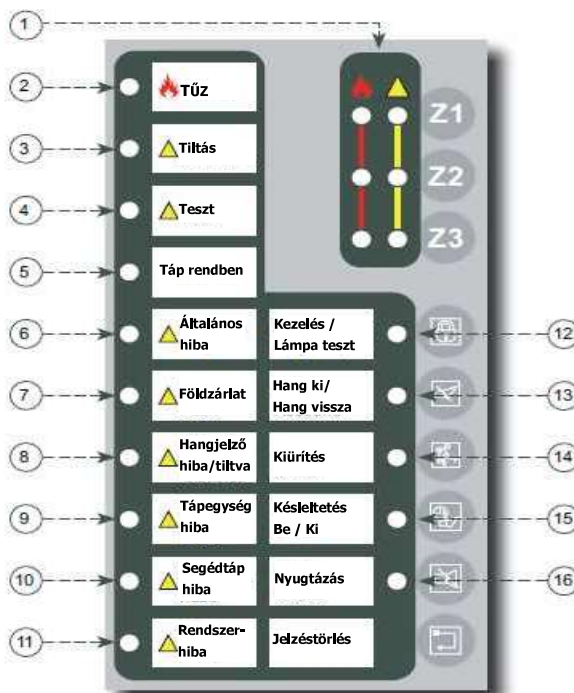 1
2
TŰZ
Z1
3
Tiltás
4
Teszt
Z2
5
Táp rendben
Z3
6
Általános
hiba
Kezelés /
Lámpa teszt
12
7
Földzárlat
Hang ki/
Hang vissza
13
8
Hangjelző
hiba/tiltva
Kiürítés
14
9
Tápegység
hiba
Késleltetés
Be / Ki
15
10
Segédtáp
hiba
Nyugtázás
16
11
Rendszer-
hiba
Jelzéstörlés